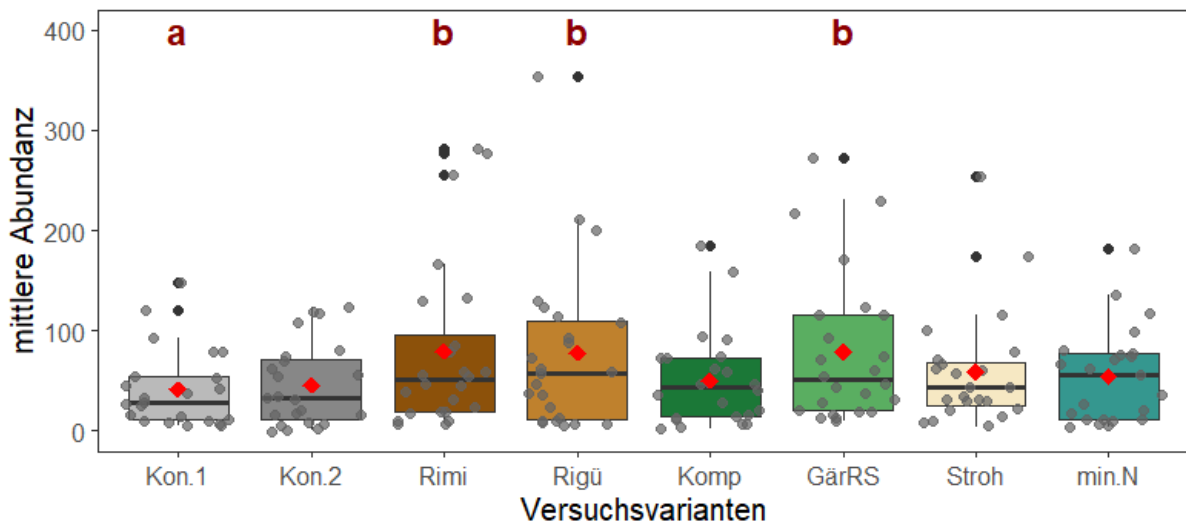 a b b b
400
300
200
100
0
mittlere Abundanz
Kon.1 Kon.2 Rimi Rigü Komp GärRS Stroh min.N
Versuchsvarianten